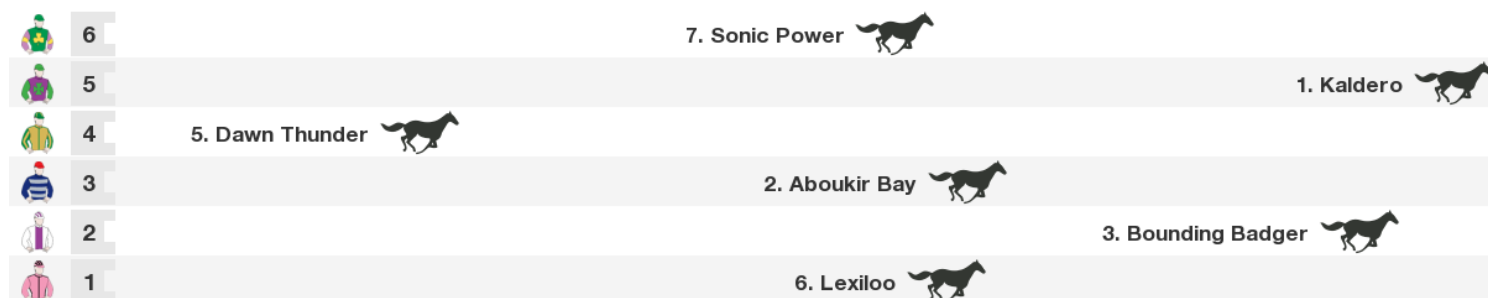 6 7. Sonic Power
5 1. Kaldero
4 5. Dawn Thunder
3 2. Aboukir Bay
2 3. Bounding Badger
1 6. Lexiloo